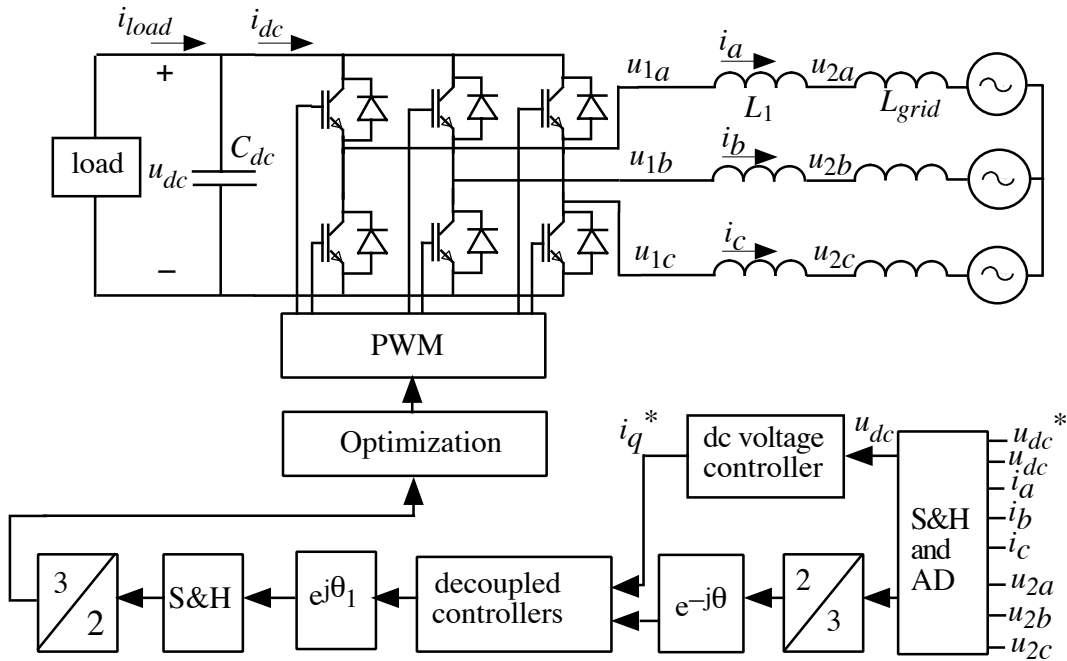 i_load
i_dc
i_a
u_1a
u_2a
L_1
L_grid
+
load
u_dc
C_dc
i_b
u_1b
u_2b
−
i_c
u_1c
u_2c
PWM
Optimization
i_q*
dc voltage
controller
u_dc
u_dc*
u_dc
i_a
i_b
i_c
u_2a
u_2b
u_2c
S&H
and
AD
3
2
S&H
e^jθ_1
decoupled
controllers
e^−jθ
2
3